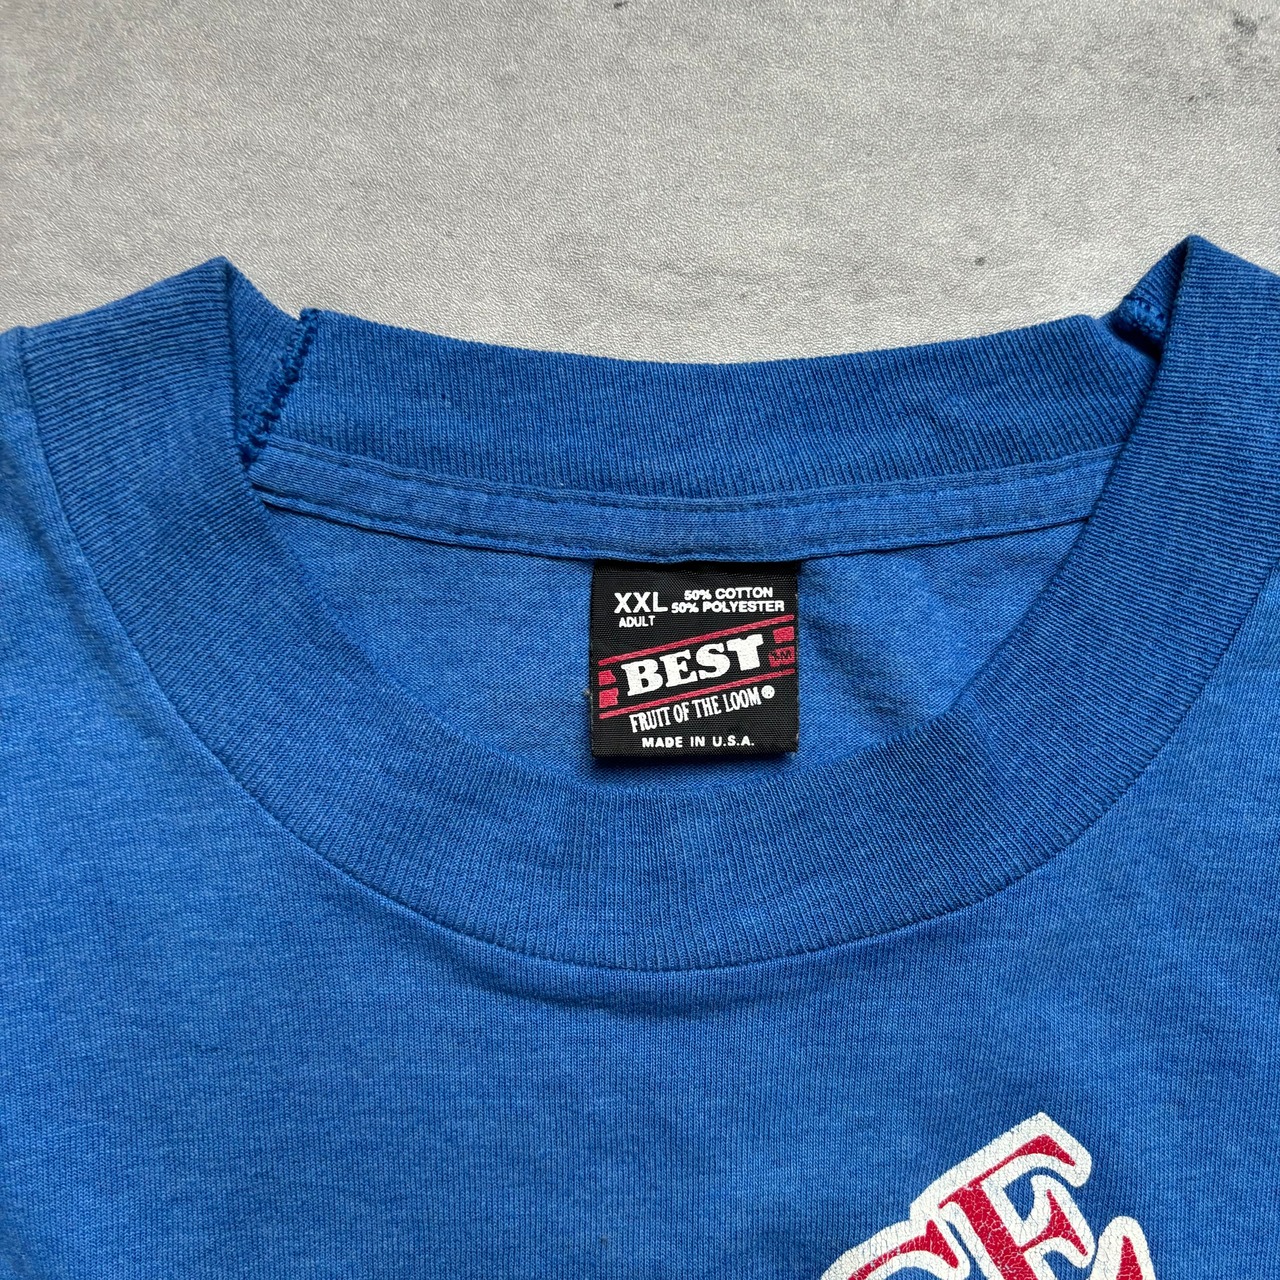 XXL 50% COTTON
ADULT 50% POLYESTER
BEST
FRUIT OF THE LOOM®
MADE IN U.S.A.